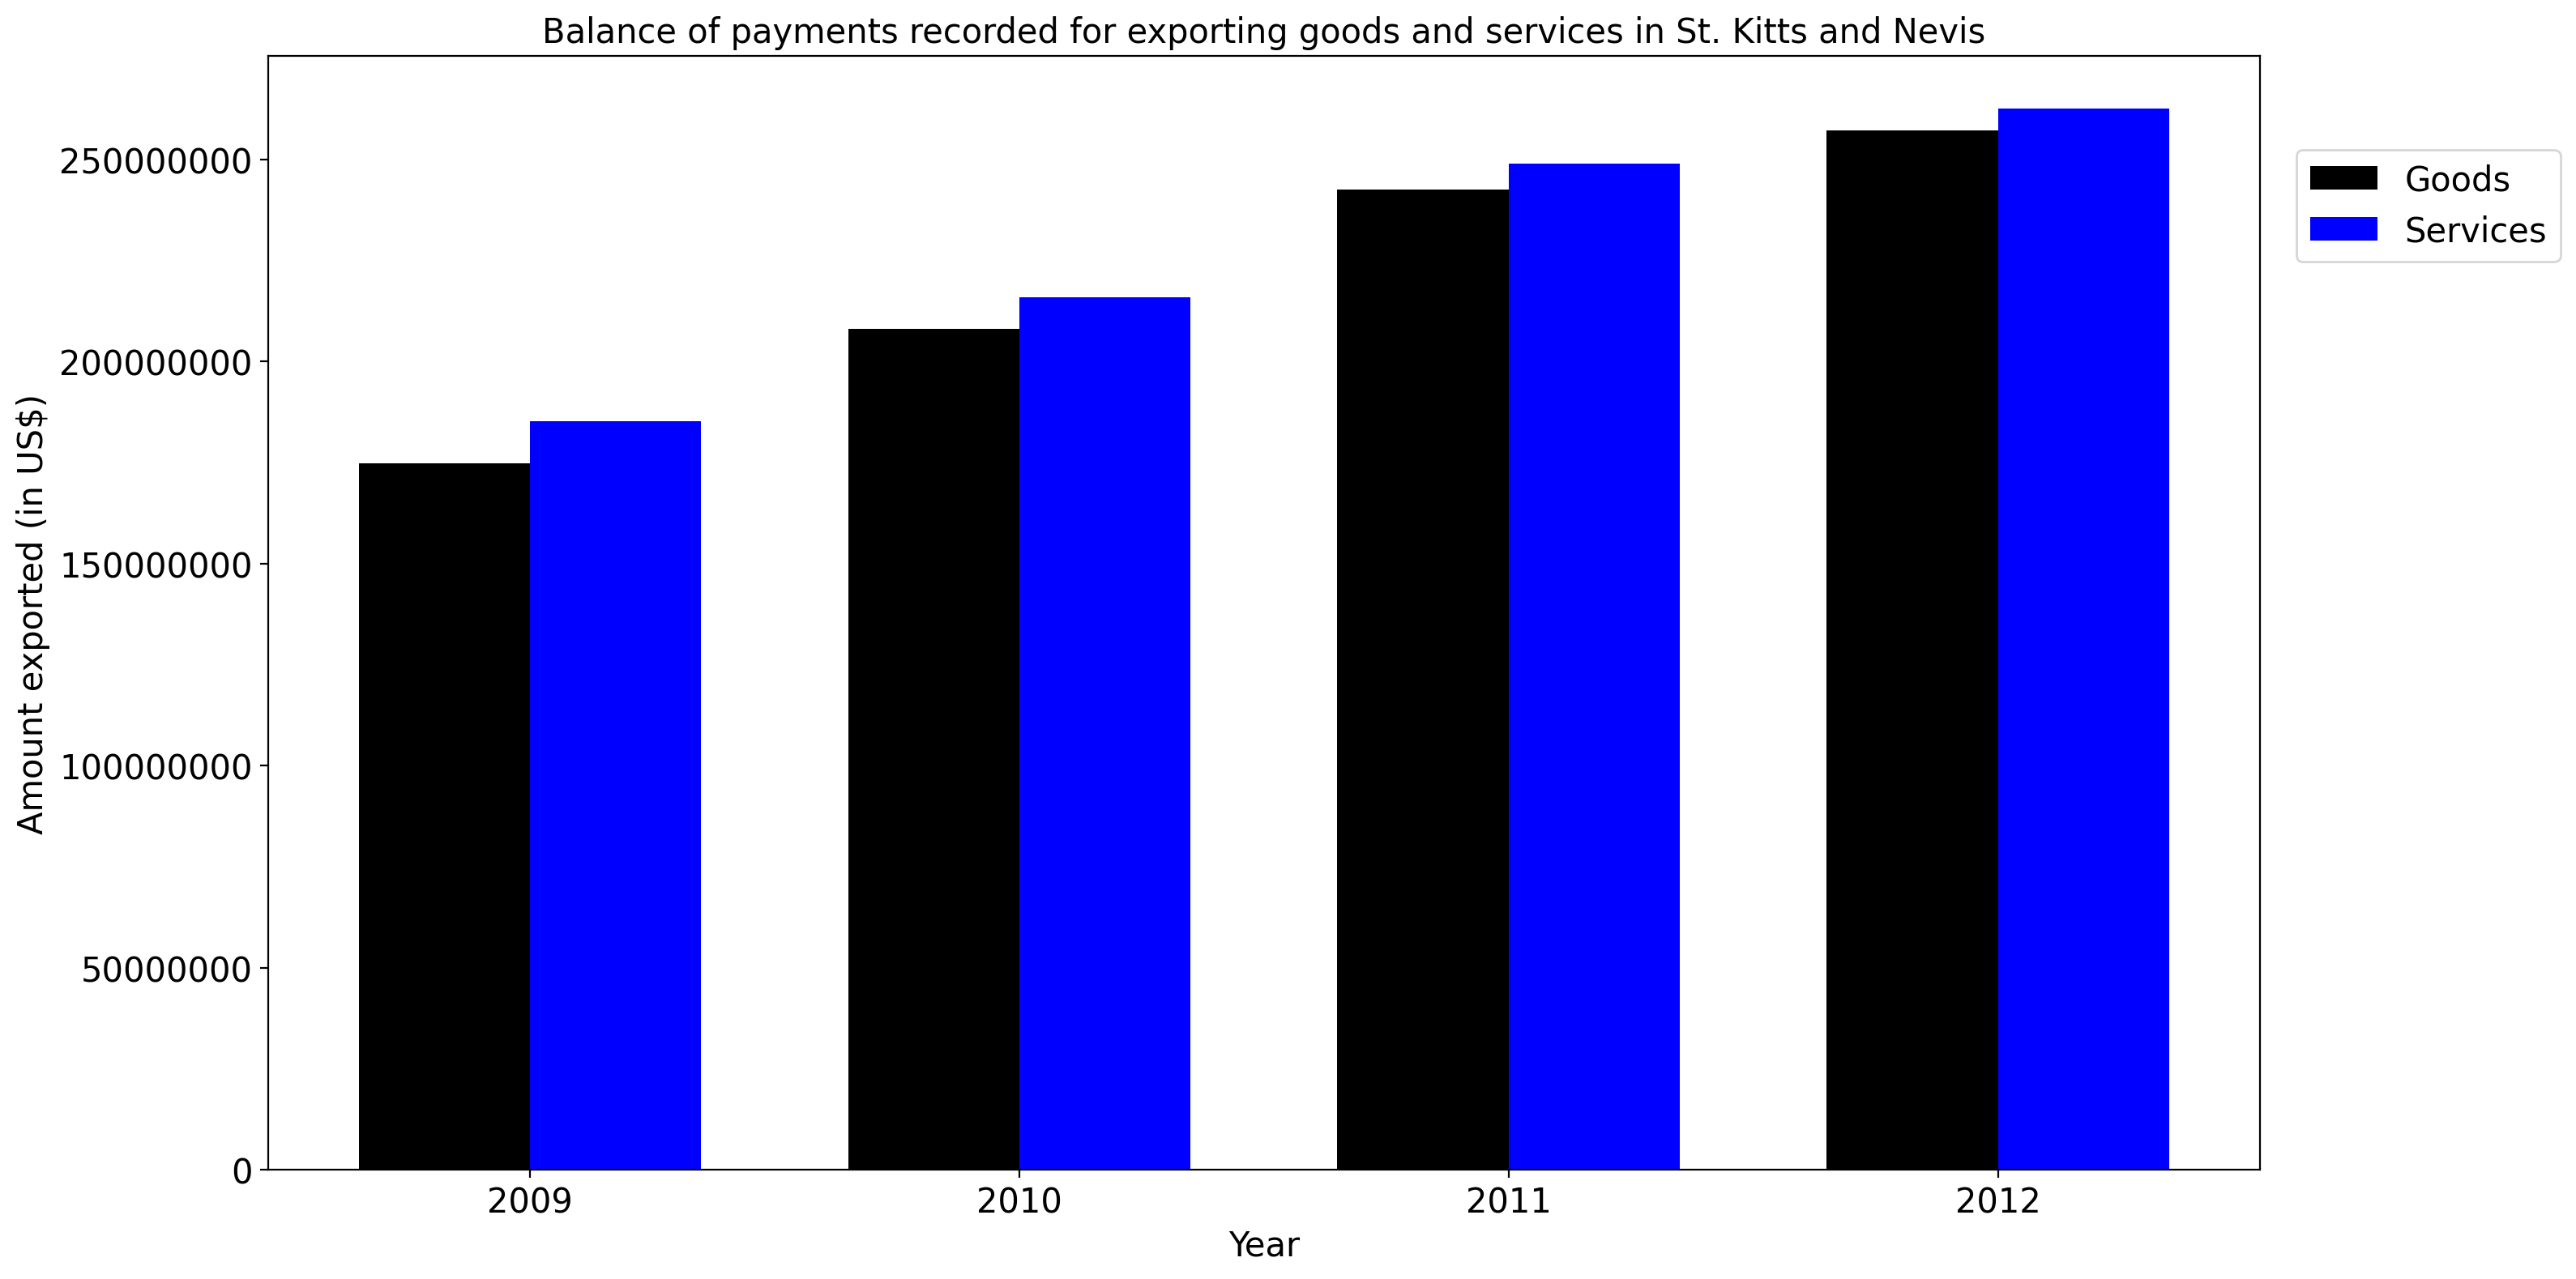 Balance of payments recorded for exporting goods and services in St. Kitts and Nevis
Amount exported (in US$)
250000000
200000000
150000000
100000000
50000000
0
2009
2010
2011
2012
Year
Goods
Services